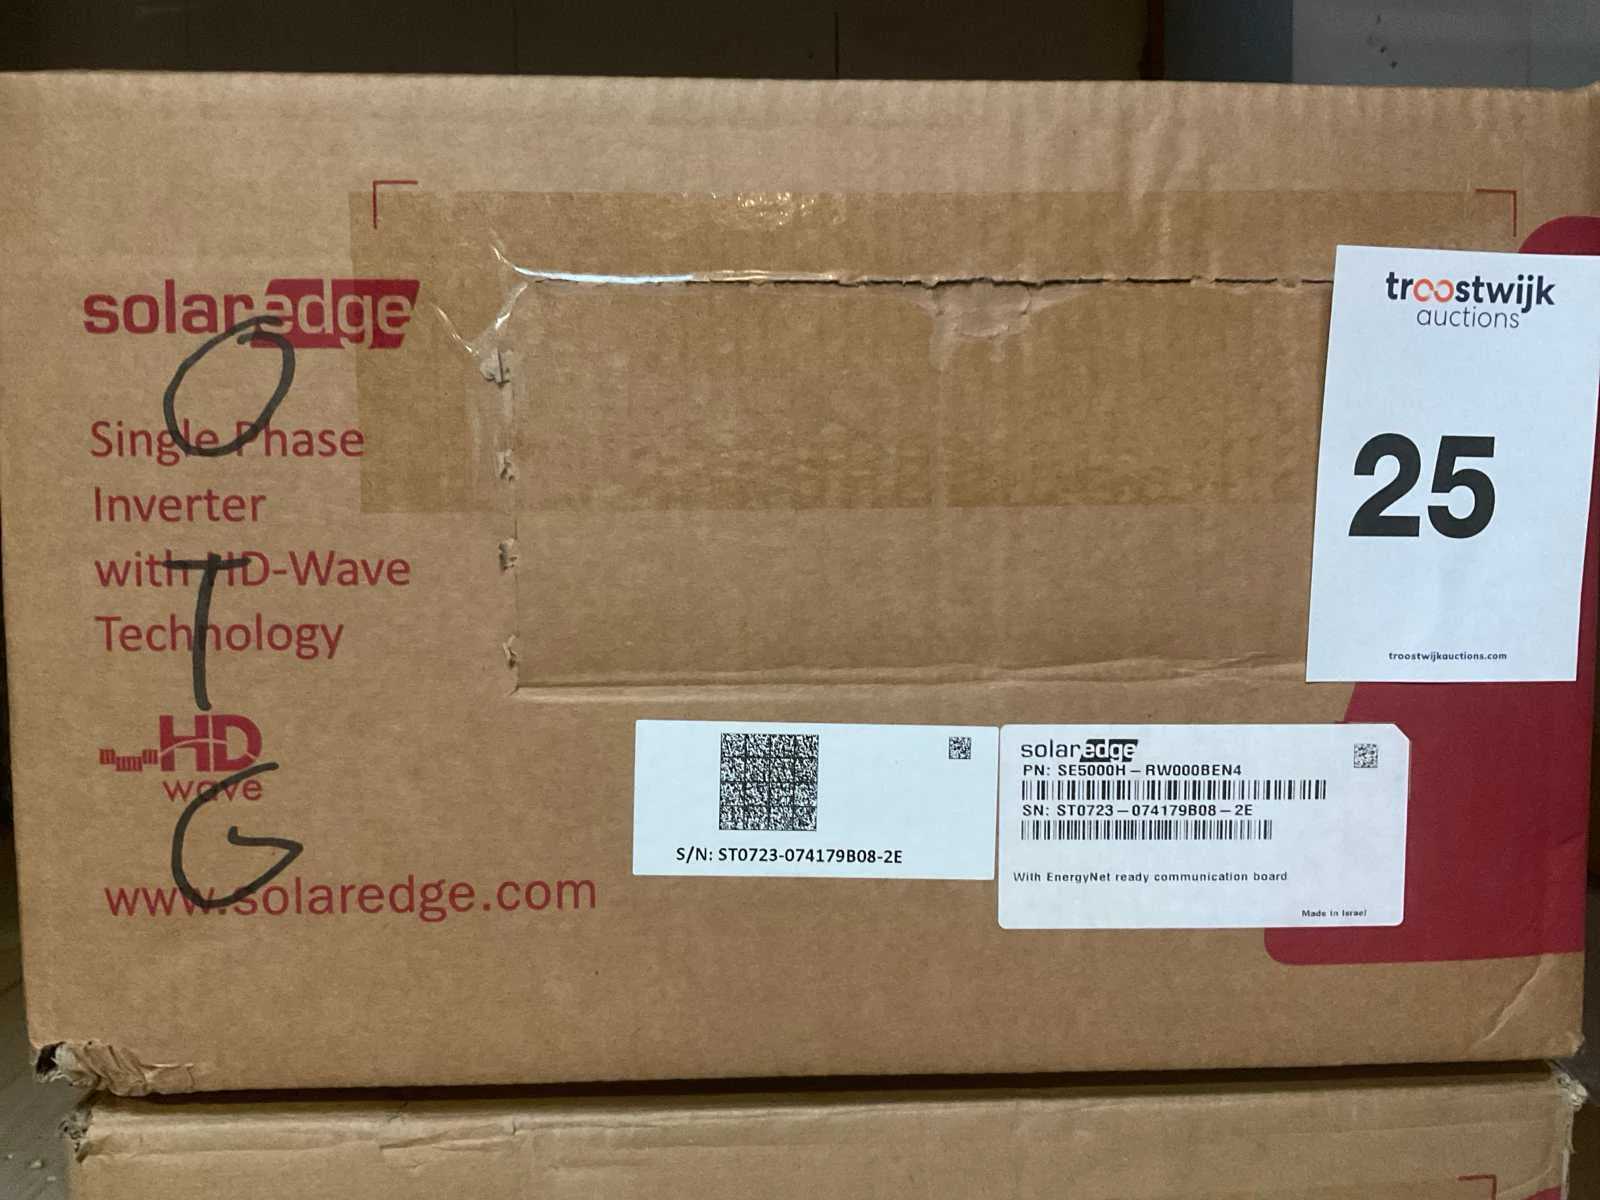 solaredge
Single Phase
Inverter
with HD-Wave
Technology
HD
wave
www.solaredge.com
O
T
G
troostwijk
auctions
25
troostwijkauctions.com
S/N: ST0723-074179B08-2E
solaredge
PN: SE5000H-RW000BEN4
SN: ST0723-074179B08-2E
With EnergyNet ready communication board
Made in Israel